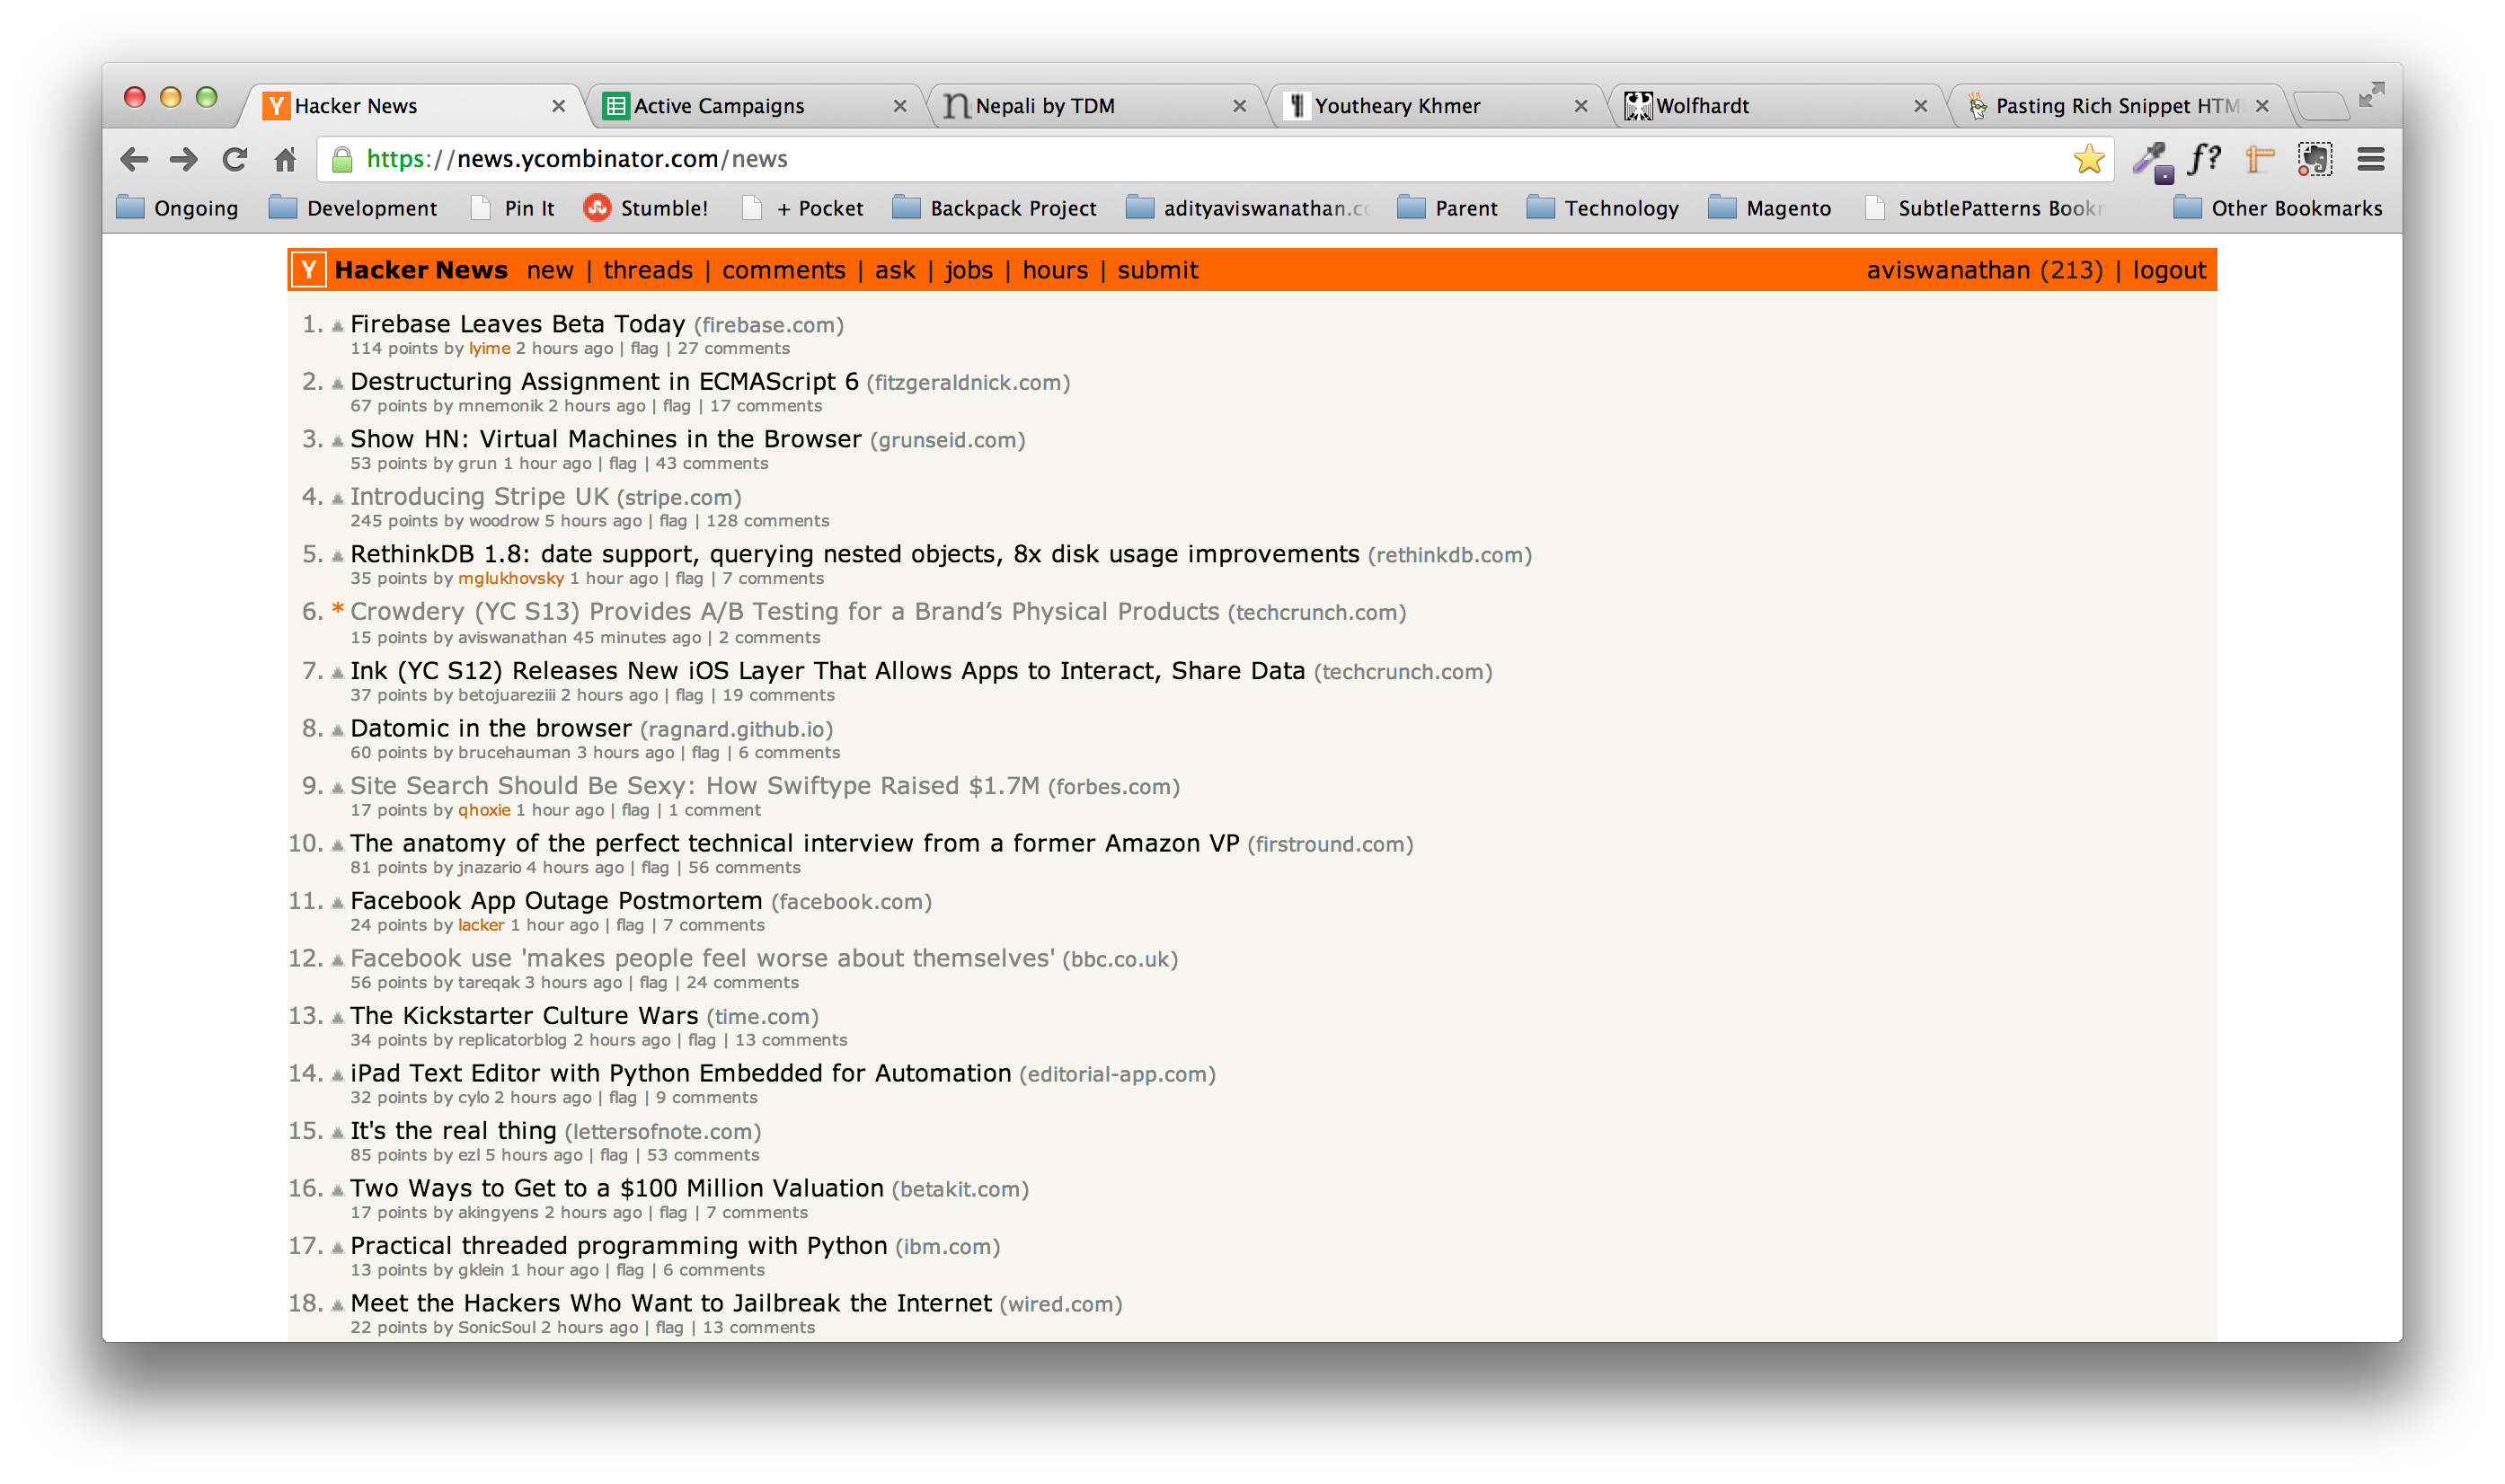 Hacker News
Active Campaigns
Nepali by TDM
Youtheary Khmer
Wolfhardt
Pasting Rich Snippet HTM
https://news.ycombinator.com/news
f?
Ongoing Development Pin It Stumble! + Pocket Backpack Project adityaviswanathan.c Parent Technology Magento SubtlePatterns Book Other Bookmarks
Y Hacker News new | threads | comments | ask | jobs | hours | submit aviswanathan (213) | logout
1. Firebase Leaves Beta Today (firebase.com)
114 points by lyime 2 hours ago | flag | 27 comments
2. Destructuring Assignment in ECMAScript 6 (fitzgeraldnick.com)
67 points by mnemonik 2 hours ago | flag | 17 comments
3. Show HN: Virtual Machines in the Browser (grunseid.com)
53 points by grun 1 hour ago | flag | 43 comments
4. Introducing Stripe UK (stripe.com)
245 points by woodrow 5 hours ago | flag | 128 comments
5. RethinkDB 1.8: date support, querying nested objects, 8x disk usage improvements (rethinkdb.com)
35 points by mglukhovsky 1 hour ago | flag | 7 comments
6. * Crowdery (YC S13) Provides A/B Testing for a Brand’s Physical Products (techcrunch.com)
15 points by aviswanathan 45 minutes ago | 2 comments
7. Ink (YC S12) Releases New iOS Layer That Allows Apps to Interact, Share Data (techcrunch.com)
37 points by betojuareziii 2 hours ago | flag | 19 comments
8. Datomic in the browser (ragnard.github.io)
60 points by brucehauman 3 hours ago | flag | 6 comments
9. Site Search Should Be Sexy: How Swiftype Raised $1.7M (forbes.com)
17 points by qhoxie 1 hour ago | flag | 1 comment
10. The anatomy of the perfect technical interview from a former Amazon VP (firstround.com)
81 points by jnazario 4 hours ago | flag | 56 comments
11. Facebook App Outage Postmortem (facebook.com)
24 points by lacker 1 hour ago | flag | 7 comments
12. Facebook use 'makes people feel worse about themselves' (bbc.co.uk)
56 points by tareqak 3 hours ago | flag | 24 comments
13. The Kickstarter Culture Wars (time.com)
34 points by replicatorblog 2 hours ago | flag | 13 comments
14. iPad Text Editor with Python Embedded for Automation (editorial-app.com)
32 points by cylo 2 hours ago | flag | 9 comments
15. It's the real thing (lettersofnote.com)
85 points by ezl 5 hours ago | flag | 53 comments
16. Two Ways to Get to a $100 Million Valuation (betakit.com)
17 points by akingyens 2 hours ago | flag | 7 comments
17. Practical threaded programming with Python (ibm.com)
13 points by gklein 1 hour ago | flag | 6 comments
18. Meet the Hackers Who Want to Jailbreak the Internet (wired.com)
22 points by SonicSoul 2 hours ago | flag | 13 comments